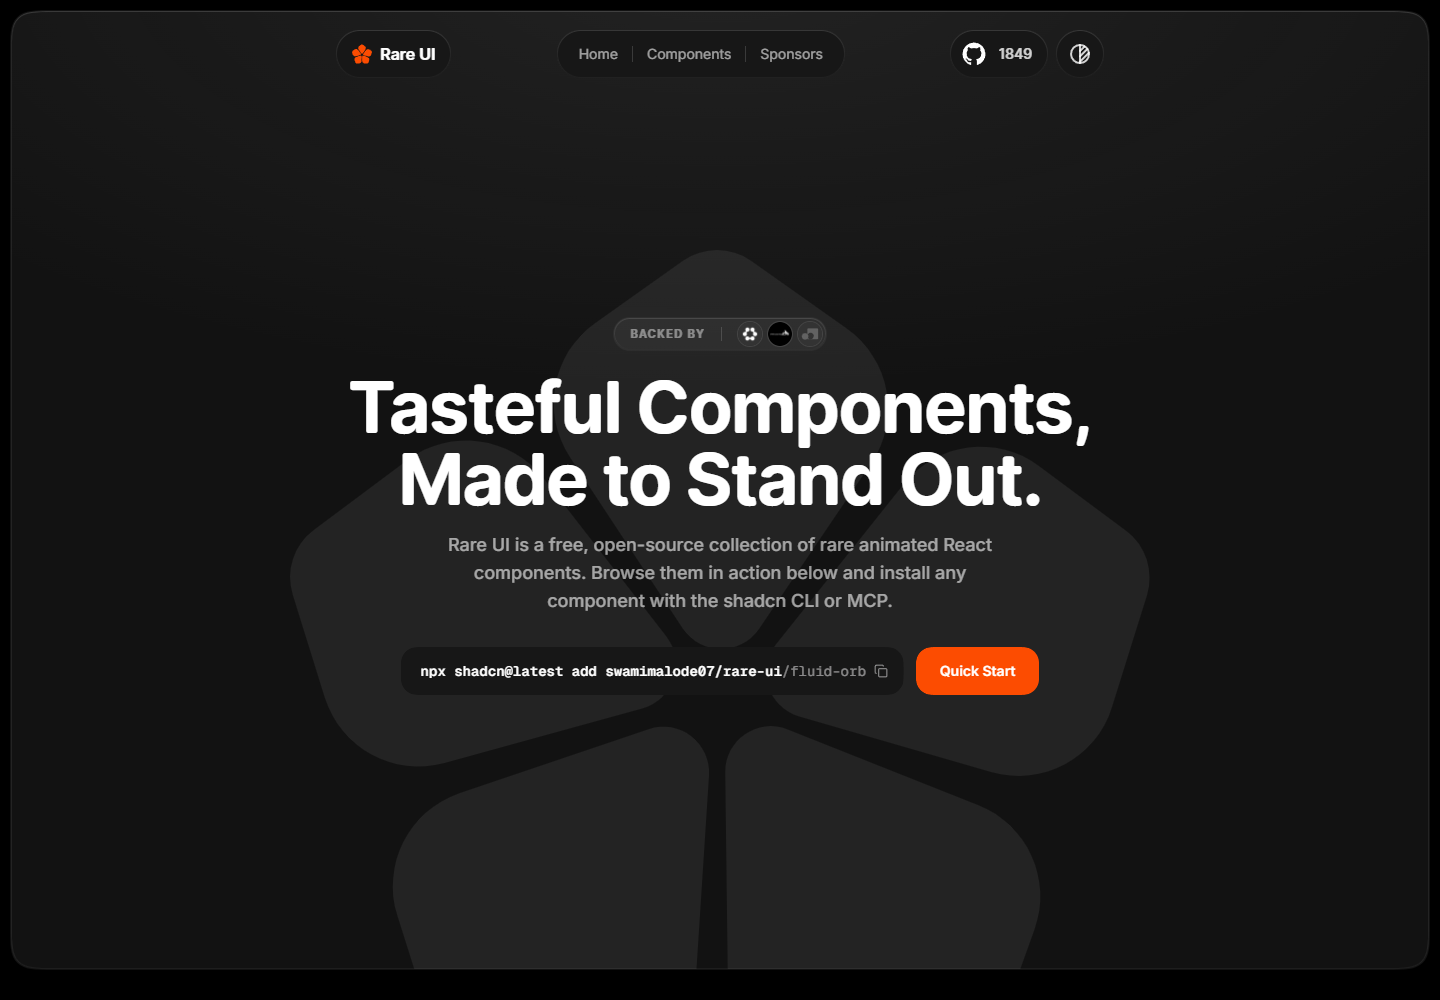 Rare UI
Home
Components
Sponsors
1849
BACKED BY
Tasteful Components,
Made to Stand Out.
Rare UI is a free, open-source collection of rare animated React
components. Browse them in action below and install any
component with the shadcn CLI or MCP.
npx shadcn@latest add swamimalode07/rare-ui/fluid-orb
Quick Start